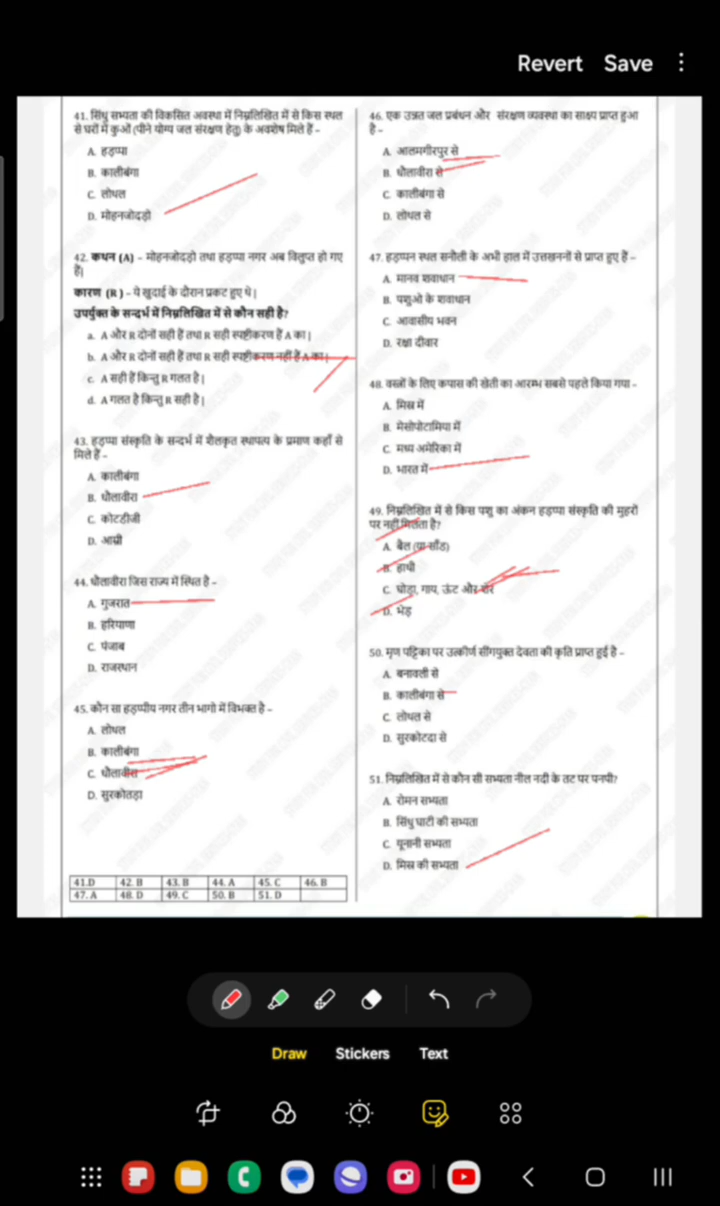 Revert Save
41. सिंधु सभ्यता की विकसित अवस्था में निम्नलिखित में से किस स्थल
से घरों में कुओं (पीने योग्य जल संरक्षण हेतु) के अवशेष मिले हैं -
A. हड़प्पा
B. कालीबंगा
C. लोथल
D. मोहनजोदड़ो
42. कथन (A) - मोहनजोदड़ो तथा हड़प्पा नगर अब विलुप्त हो गए
हैं|
कारण (R) - ये खुदाई के दौरान प्रकट हुए थे|
उपर्युक्त के सन्दर्भ में निम्नलिखित में से कौन सही है?
a. A और R दोनों सही हैं तथा R सही स्पष्टीकरण हैं A का|
b. A और R दोनों सही हैं तथा R सही स्पष्टीकरण नहीं हैं A का|
c. A सही हैं किन्तु R गलत है|
d. A गलत है किन्तु R सही है|
43. हड़प्पा संस्कृति के सन्दर्भ में शैलकृत स्थापत्य के प्रमाण कहाँ से
मिले हैं -
A. कालीबंगा
B. धौलावीरा
C. कोटडीजी
D. आम्री
44. धौलावीरा जिस राज्य में स्थित है -
A. गुजरात
B. हरियाणा
C. पंजाब
D. राजस्थान
45. कौन सा हड़प्पीय नगर तीन भागो में विभक्त है -
A. लोथल
B. कालीबंगा
C. धौलावीरा
D. सुरकोतड़ा
41.D 42. B 43. B 44. A 45. C 46. B
47. A 48. D 49. C 50. B 51. D
46. एक उन्नत जल प्रबंधन और संरक्षण व्यवस्था का साक्ष्य प्राप्त हुआ
है -
A. आलमगीरपुर से
B. धौलावीरा से
C. कालीबंगा से
D. लोथल से
47. हड़प्पन स्थल सनौली के अभी हाल में उत्खननों से प्राप्त हुए हैं -
A. मानव शवाधान
B. पशुओ के शवाधान
C. आवासीय भवन
D. रक्षा दीवार
48. वस्त्रों के लिए कपास की खेती का आरम्भ सबसे पहले किया गया -
A. मिस्र में
B. मेसोपोटामिया में
C. मध्य अमेरिका में
D. भारत में
49. निम्नलिखित में से किस पशु का अंकन हड़प्पा संस्कृति की मुहरों
पर नहीं मिलता है?
A. बैल (या साँड)
B. हाथी
C. घोड़ा, गाय, ऊंट और शेर
D. भेड़
50. मृण पट्टिका पर उत्कीर्ण सींगयुक्त देवता की कृति प्राप्त हुई है -
A. बनावली से
B. कालीबंगा से
C. लोथल से
D. सुरकोटदा से
51. निम्नलिखित में से कौन सी सभ्यता नील नदी के तट पर पनपी?
A. रोमन सभ्यता
B. सिंधु घाटी की सभ्यता
C. यूनानी सभ्यता
D. मिस्र की सभ्यता
Draw Stickers Text